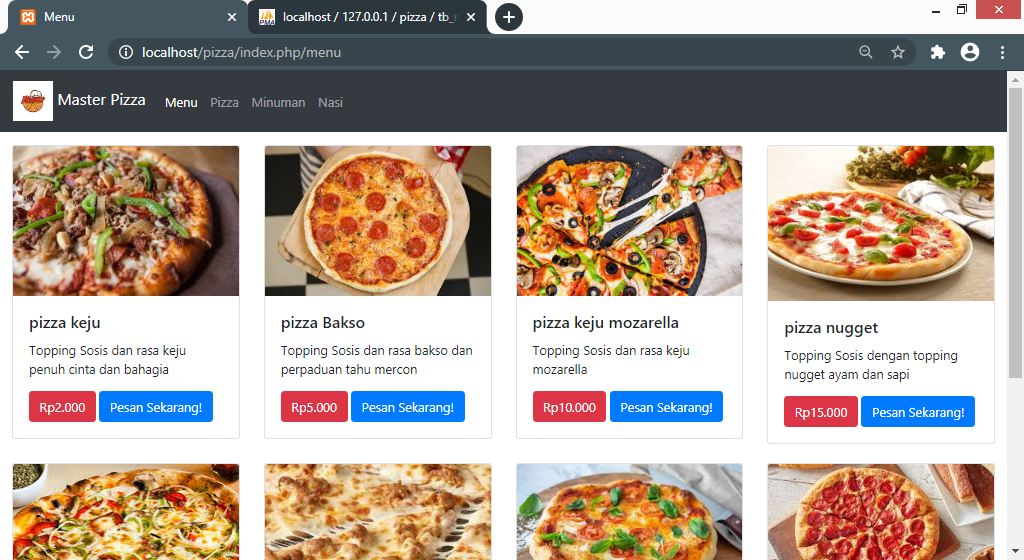 Menu
localhost / 127.0.0.1 / pizza / tb_
localhost/pizza/index.php/menu
Master Pizza Menu Pizza Minuman Nasi
pizza keju
Topping Sosis dan rasa keju
penuh cinta dan bahagia
Rp2.000 Pesan Sekarang!
pizza Bakso
Topping Sosis dan rasa bakso dan
perpaduan tahu mercon
Rp5.000 Pesan Sekarang!
pizza keju mozarella
Topping Sosis dan rasa keju
mozarella
Rp10.000 Pesan Sekarang!
pizza nugget
Topping Sosis dengan topping
nugget ayam dan sapi
Rp15.000 Pesan Sekarang!